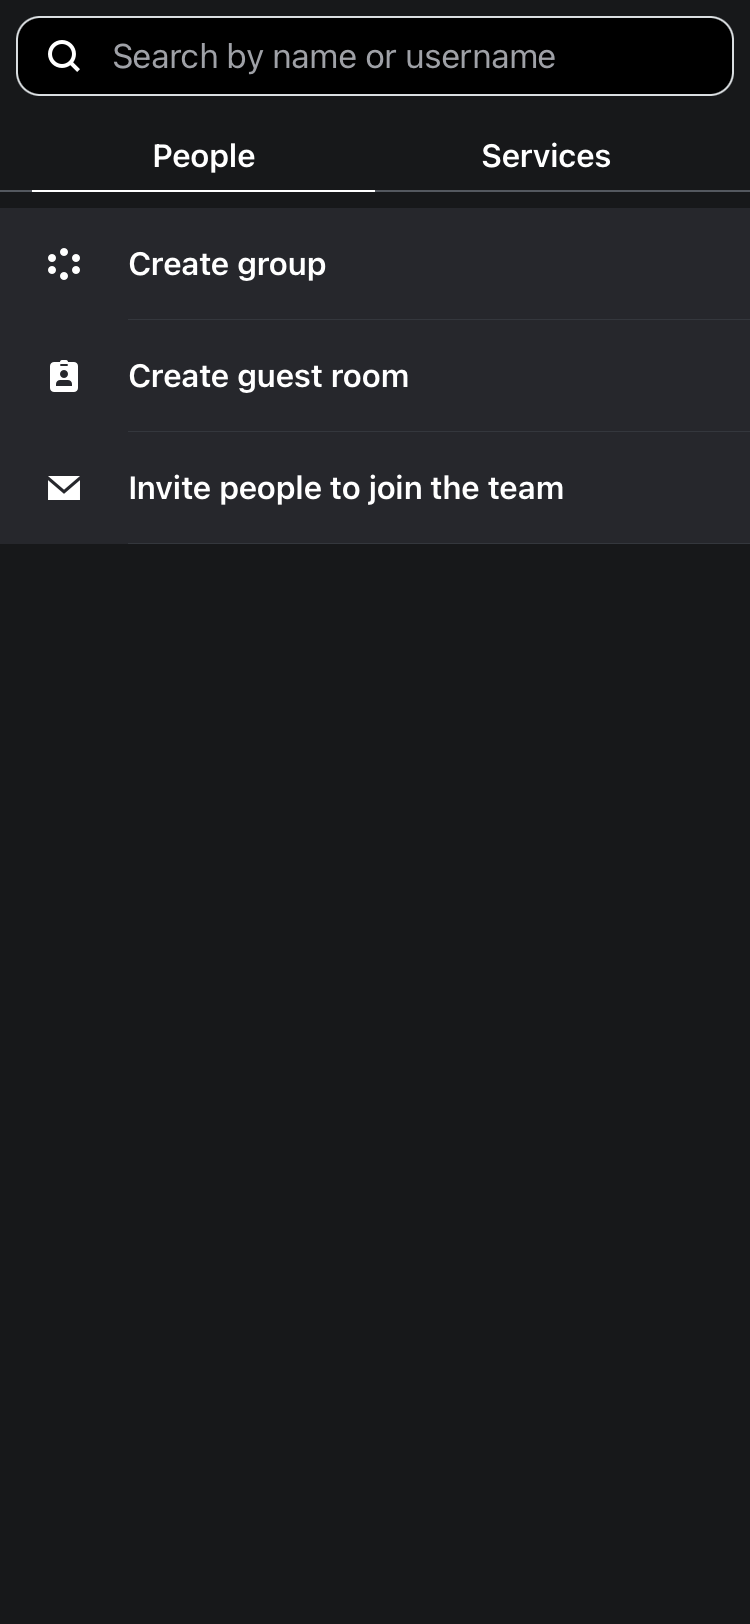 Search by name or username
People
Services
Create group
Create guest room
Invite people to join the team